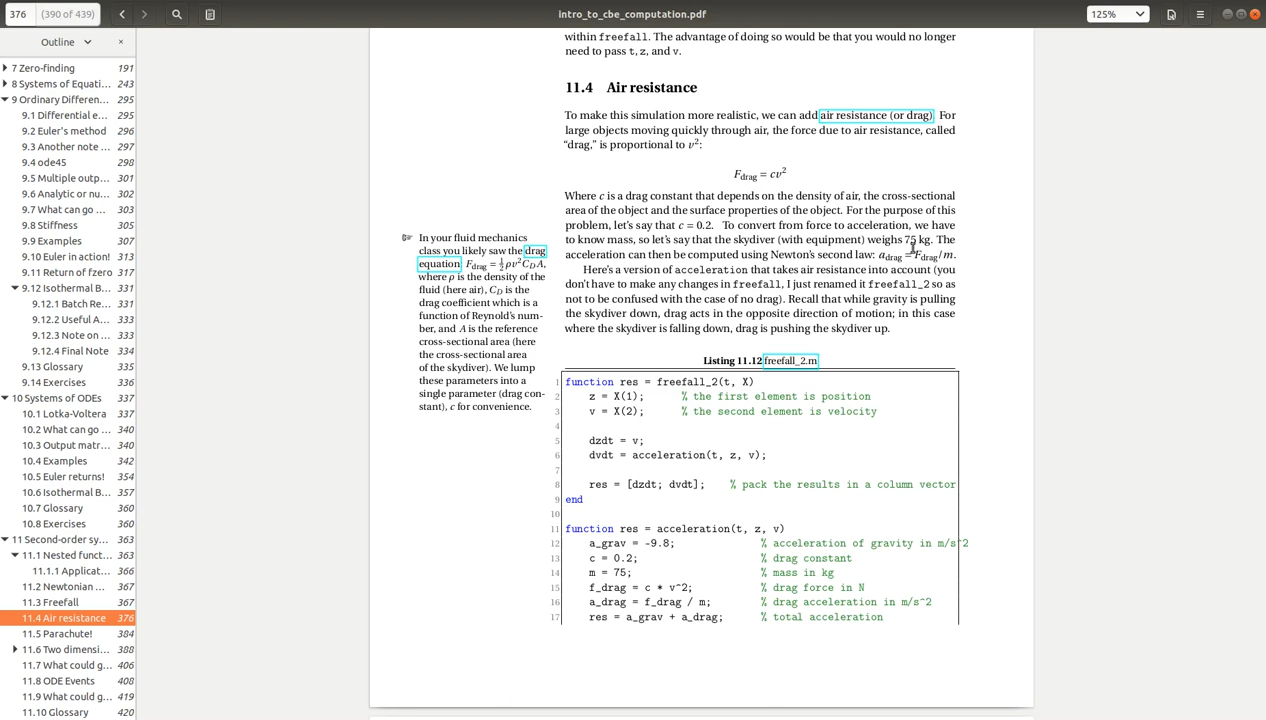 376 (390 of 439)
intro_to_cbe_computation.pdf
125%
Outline
7 Zero-finding 191
8 Systems of Equati... 243
9 Ordinary Differen... 295
9.1 Differential e... 295
9.2 Euler's method 296
9.3 Another note ... 297
9.4 ode45 298
9.5 Multiple outp... 301
9.6 Analytic or nu... 302
9.7 What can go ... 303
9.8 Stiffness 305
9.9 Examples 307
9.10 Euler in action! 313
9.11 Return of fzero 316
9.12 Isothermal B... 331
9.12.1 Batch Re... 331
9.12.2 Useful A... 333
9.12.3 Note on ... 333
9.12.4 Final Note 334
9.13 Glossary 335
9.14 Exercises 336
10 Systems of ODEs 337
10.1 Lotka-Voltera 337
10.2 What can go ... 340
10.3 Output matr... 340
10.4 Examples 342
10.5 Euler returns! 354
10.6 Isothermal B... 357
10.7 Glossary 360
10.8 Exercises 360
11 Second-order sy... 363
11.1 Nested funct... 363
11.1.1 Applicat... 366
11.2 Newtonian ... 367
11.3 Freefall 367
11.4 Air resistance 376
11.5 Parachute! 384
11.6 Two dimensi... 388
11.7 What could g... 406
11.8 ODE Events 408
11.9 What could g... 419
11.10 Glossary 420
within freefall. The advantage of doing so would be that you would no longer
need to pass t, z, and v.
11.4 Air resistance
To make this simulation more realistic, we can add air resistance (or drag). For
large objects moving quickly through air, the force due to air resistance, called
“drag,” is proportional to v²:
F_drag = cv²
Where c is a drag constant that depends on the density of air, the cross-sectional
area of the object and the surface properties of the object. For the purpose of this
problem, let's say that c = 0.2. To convert from force to acceleration, we have
to know mass, so let's say that the skydiver (with equipment) weighs 75 kg. The
acceleration can then be computed using Newton's second law: a_drag = F_drag/m.
Here's a version of acceleration that takes air resistance into account (you
don't have to make any changes in freefall, I just renamed it freefall_2 so as
not to be confused with the case of no drag). Recall that while gravity is pulling
the skydiver down, drag acts in the opposite direction of motion; in this case
where the skydiver is falling down, drag is pushing the skydiver up.
☞ In your fluid mechanics
class you likely saw the drag
equation F_drag = ½ρv²C_DA,
where ρ is the density of the
fluid (here air), C_D is the
drag coefficient which is a
function of Reynold's num-
ber, and A is the reference
cross-sectional area (here
the cross-sectional area
of the skydiver). We lump
these parameters into a
single parameter (drag con-
stant), c for convenience.
Listing 11.12 freefall_2.m
1 function res = freefall_2(t, X)
2 z = X(1); % the first element is position
3 v = X(2); % the second element is velocity
4
5 dzdt = v;
6 dvdt = acceleration(t, z, v);
7
8 res = [dzdt; dvdt]; % pack the results in a column vector
9 end
10
11 function res = acceleration(t, z, v)
12 a_grav = -9.8; % acceleration of gravity in m/s^2
13 c = 0.2; % drag constant
14 m = 75; % mass in kg
15 f_drag = c * v^2; % drag force in N
16 a_drag = f_drag / m; % drag acceleration in m/s^2
17 res = a_grav + a_drag; % total acceleration